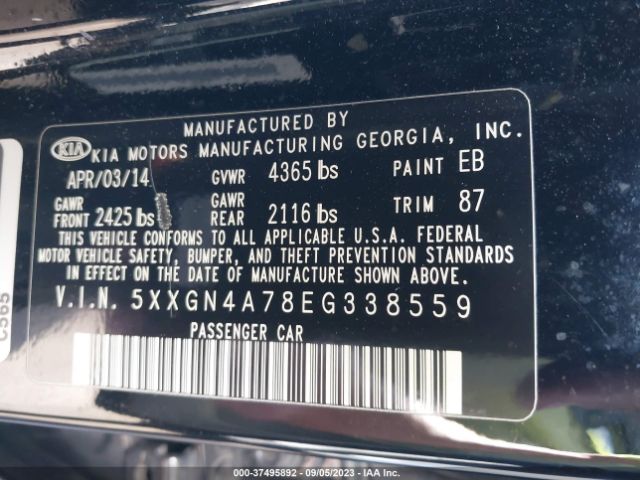 MANUFACTURED BY
KIA KIA MOTORS MANUFACTURING GEORGIA, INC.
APR/03/14 GVWR 4365 lbs PAINT EB
GAWR FRONT 2425 lbs GAWR REAR 2116 lbs TRIM 87
THIS VEHICLE CONFORMS TO ALL APPLICABLE U.S.A. FEDERAL
MOTOR VEHICLE SAFETY, BUMPER, AND THEFT PREVENTION STANDARDS
IN EFFECT ON THE DATE OF MANUFACTURE SHOWN ABOVE.
V.I.N. 5XXGN4A78EG338559
PASSENGER CAR
C565
000-37495892 - 09/05/2023 - IAA